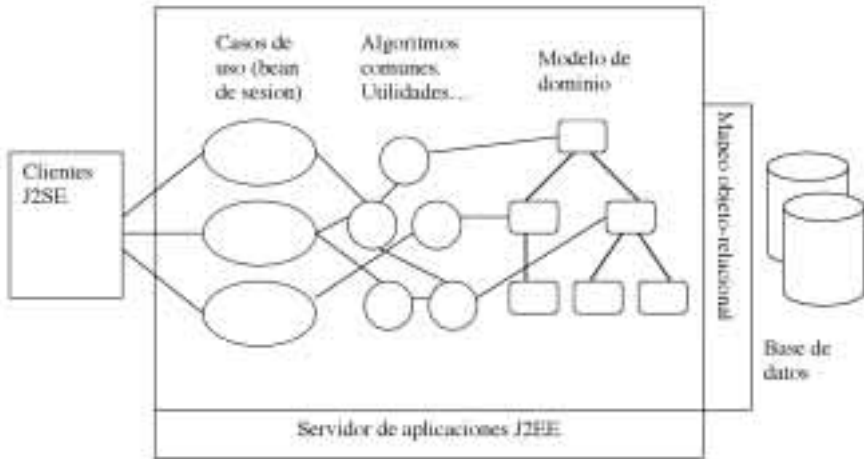 Casos de
uso (bean
de sesion)
Algoritmos
comunes.
Utilidades...
Modelo de
dominio
Clientes
J2SE
Mapeo objeto-relacional
Base de
datos
Servidor de aplicaciones J2EE